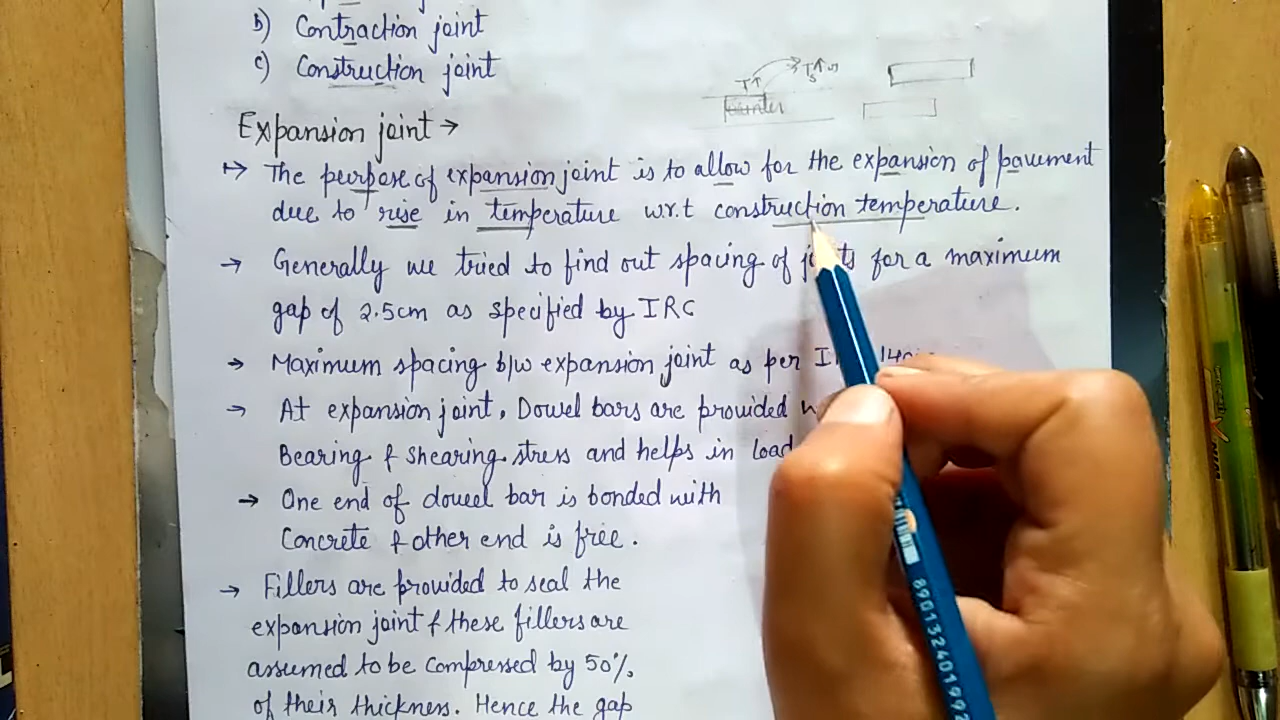 b) Contraction joint
c) Construction joint
Expansion joint →
↦ The purpose of expansion joint is to allow for the expansion of pavement
due to rise in temperature w.r.t construction temperature.
→ Generally we tried to find out spacing of joints for a maximum
gap of 2.5cm as specified by IRC
→ Maximum spacing b/w expansion joint as per
→ At expansion joint, Dowel bars are provided
Bearing & shearing stress and helps in load
→ One end of dowel bar is bonded with
Concrete & other end is free.
→ Fillers are provided to seal the
expansion joint & these fillers are
assumed to be compressed by 50%
of their thickness. Hence the gap
8901324019920